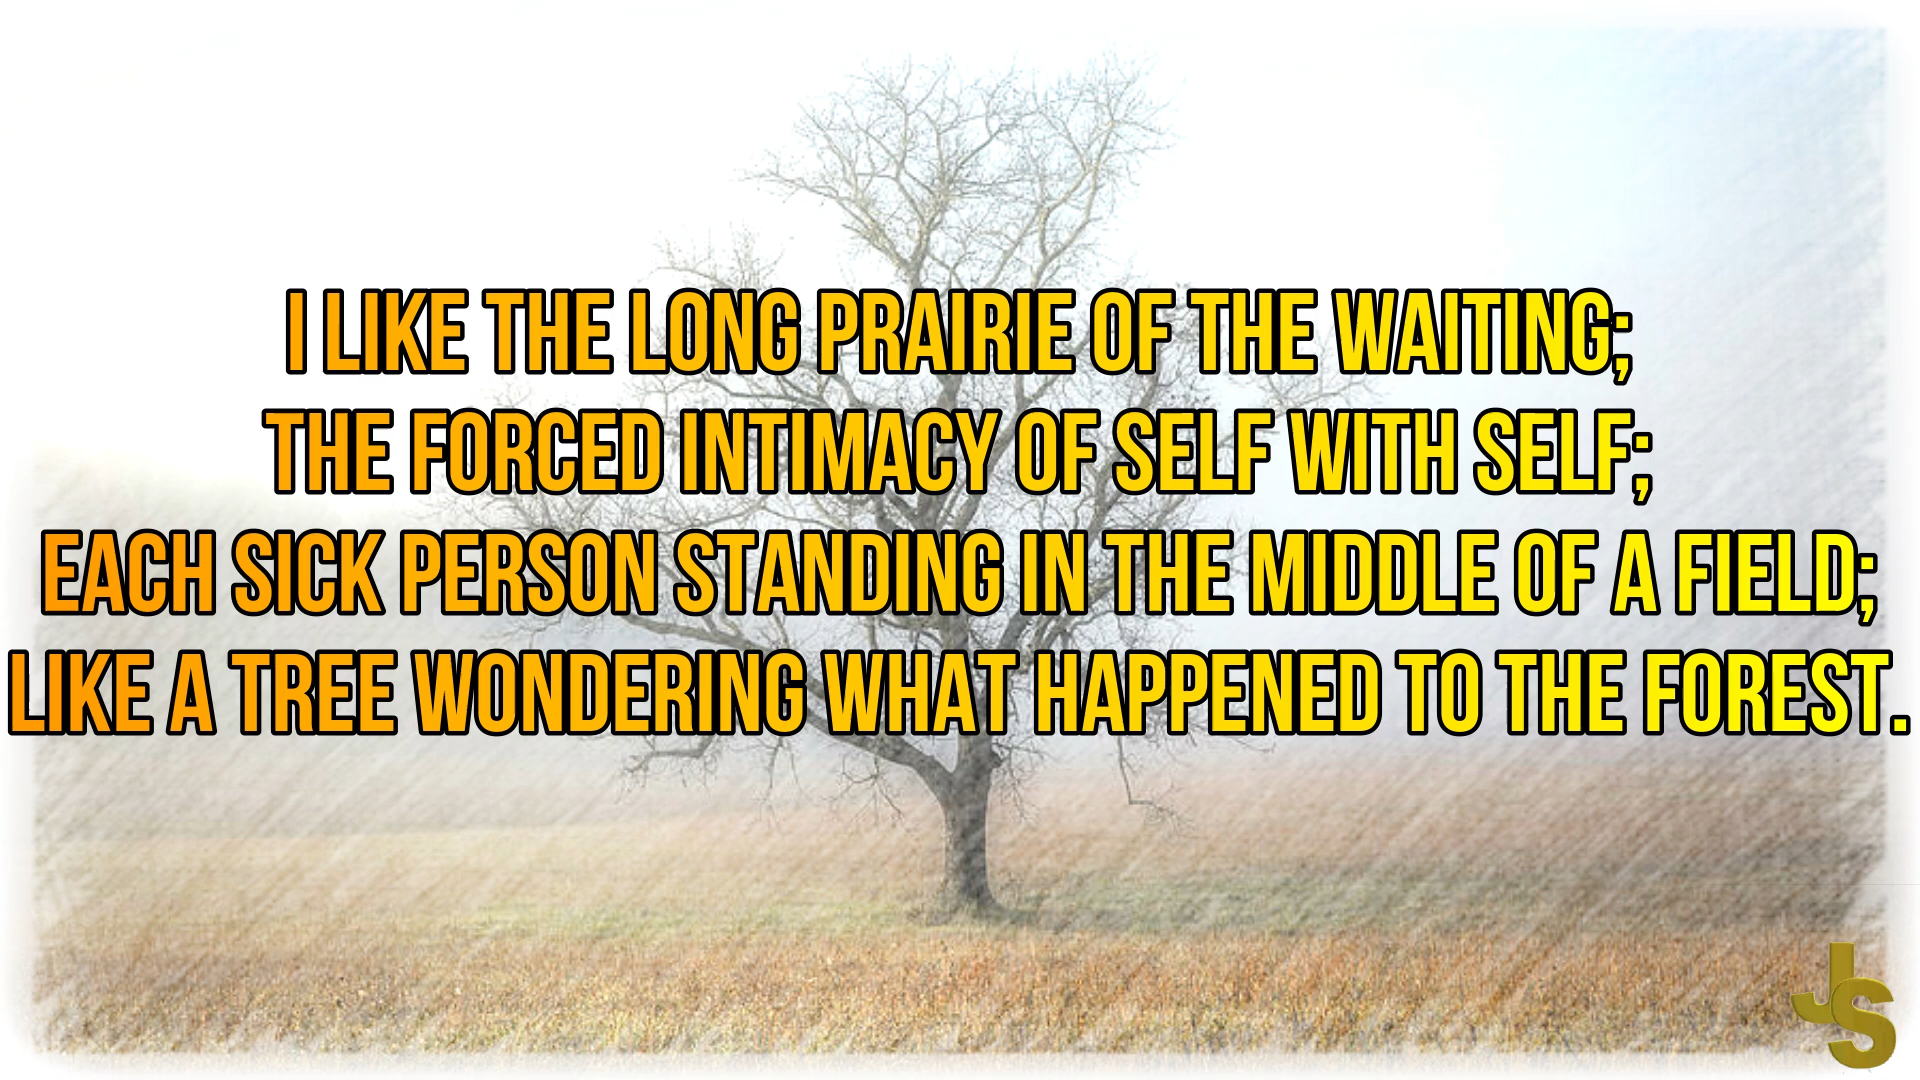 I LIKE THE LONG PRAIRIE OF THE WAITING;
THE FORCED INTIMACY OF SELF WITH SELF;
EACH SICK PERSON STANDING IN THE MIDDLE OF A FIELD;
LIKE A TREE WONDERING WHAT HAPPENED TO THE FOREST.
JS